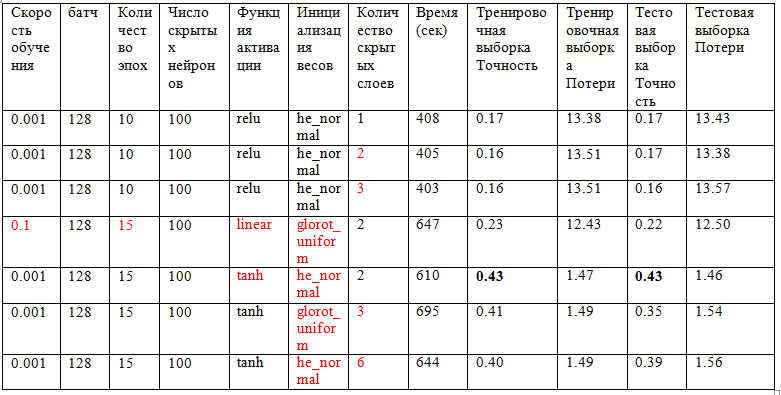 Скорость обучения | батч | Количество эпох | Число скрытых нейронов | Функция активации | Инициализация весов | Количество скрытых слоев | Время (сек) | Тренировочная выборка Точность | Тренировочная выборка Потери | Тестовая выборка Точность | Тестовая выборка Потери
0.001 | 128 | 10 | 100 | relu | he_normal | 1 | 408 | 0.17 | 13.38 | 0.17 | 13.43
0.001 | 128 | 10 | 100 | relu | he_normal | 2 | 405 | 0.16 | 13.51 | 0.17 | 13.38
0.001 | 128 | 10 | 100 | relu | he_normal | 3 | 403 | 0.16 | 13.51 | 0.16 | 13.57
0.1 | 128 | 15 | 100 | linear | glorot_uniform | 2 | 647 | 0.23 | 12.43 | 0.22 | 12.50
0.001 | 128 | 15 | 100 | tanh | he_normal | 2 | 610 | 0.43 | 1.47 | 0.43 | 1.46
0.001 | 128 | 15 | 100 | tanh | glorot_uniform | 3 | 695 | 0.41 | 1.49 | 0.35 | 1.54
0.001 | 128 | 15 | 100 | tanh | he_normal | 6 | 644 | 0.40 | 1.49 | 0.39 | 1.56